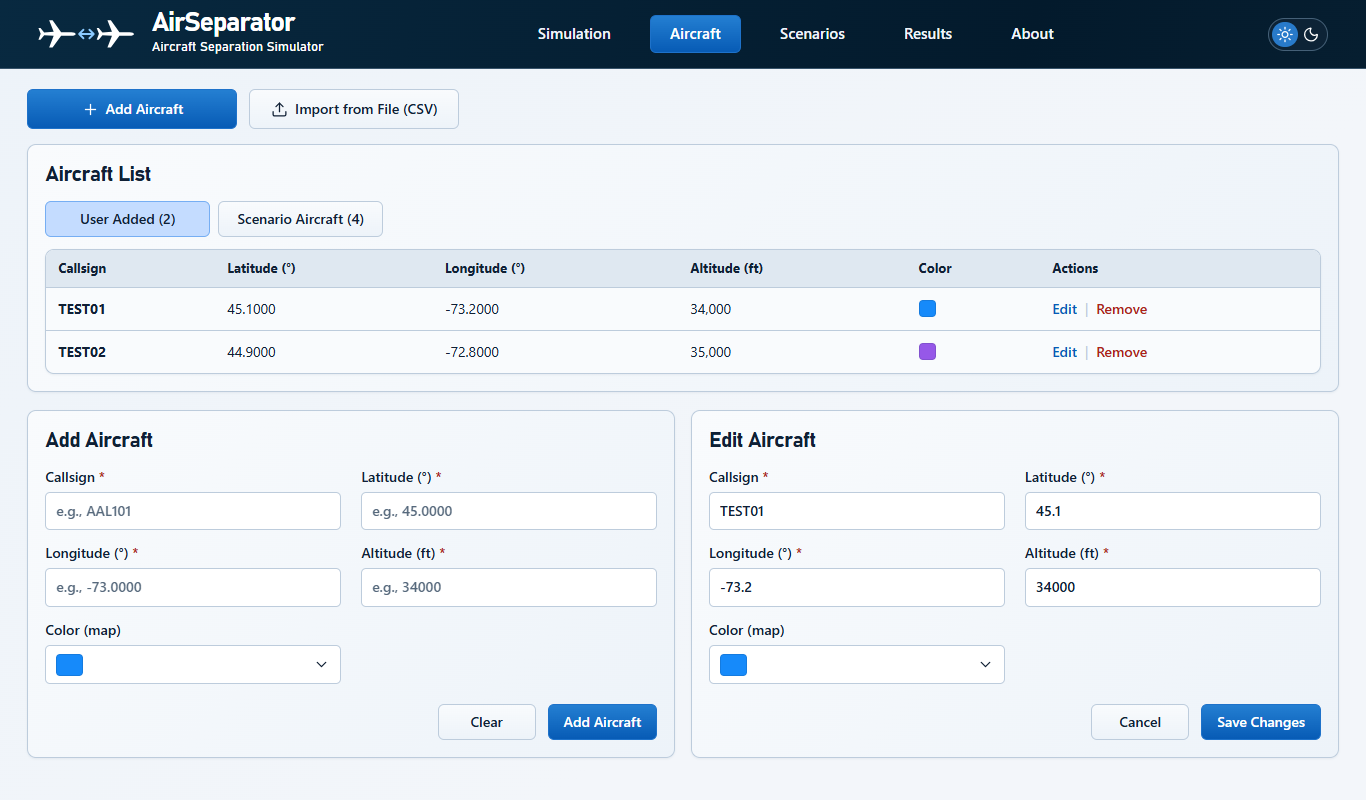 AirSeparator
Aircraft Separation Simulator
Simulation Aircraft Scenarios Results About
+ Add Aircraft Import from File (CSV)
Aircraft List
User Added (2) Scenario Aircraft (4)
Callsign Latitude (°) Longitude (°) Altitude (ft) Color Actions
TEST01 45.1000 -73.2000 34,000 Edit | Remove
TEST02 44.9000 -72.8000 35,000 Edit | Remove
Add Aircraft
Callsign * Latitude (°) *
e.g., AAL101 e.g., 45.0000
Longitude (°) * Altitude (ft) *
e.g., -73.0000 e.g., 34000
Color (map)
Clear Add Aircraft
Edit Aircraft
Callsign * Latitude (°) *
TEST01 45.1
Longitude (°) * Altitude (ft) *
-73.2 34000
Color (map)
Cancel Save Changes